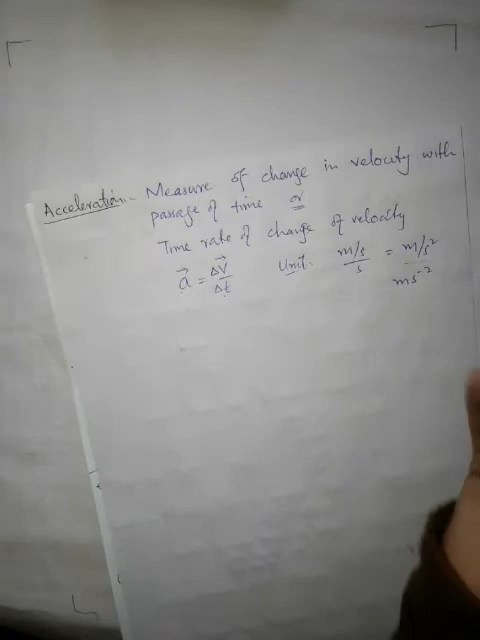 Acceleration:- Measure of change in velocity with
passage of time or
Time rate of change of velocity
a⃗ = Δv⃗/Δt Unit. m/s/s = m/s²
ms⁻²